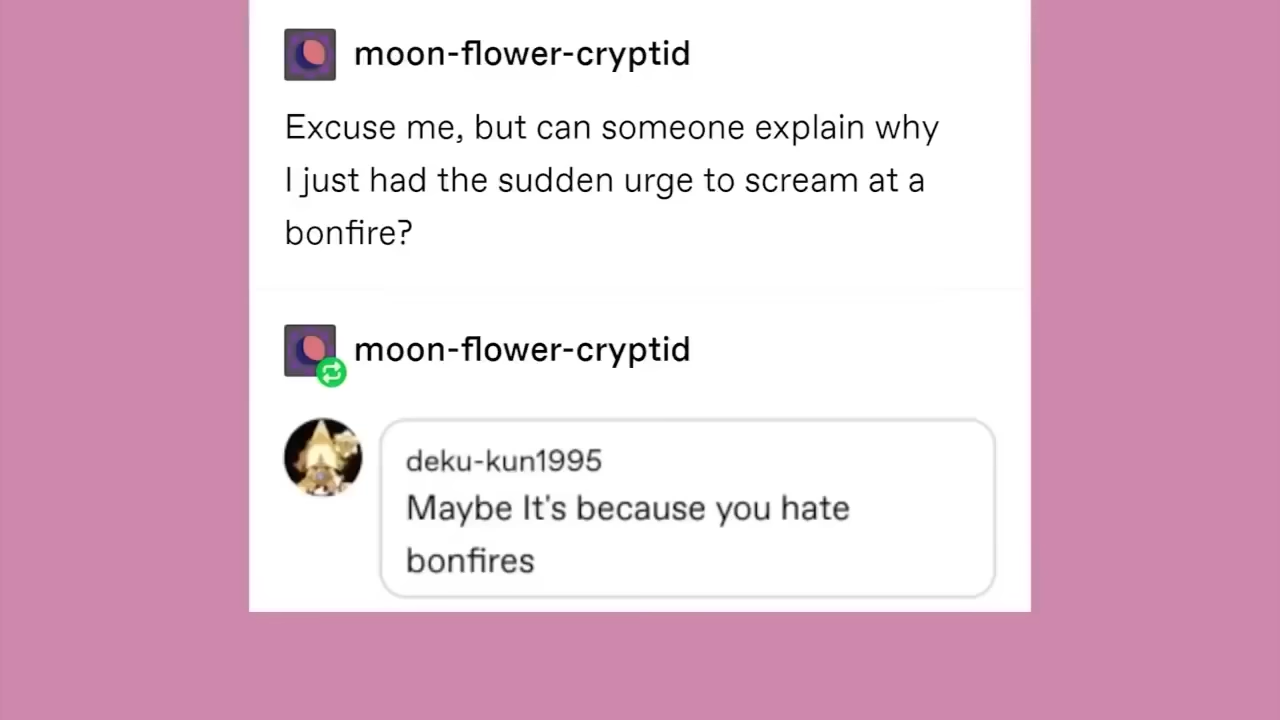 moon-flower-cryptid
Excuse me, but can someone explain why
I just had the sudden urge to scream at a
bonfire?
moon-flower-cryptid
deku-kun1995
Maybe It's because you hate
bonfires